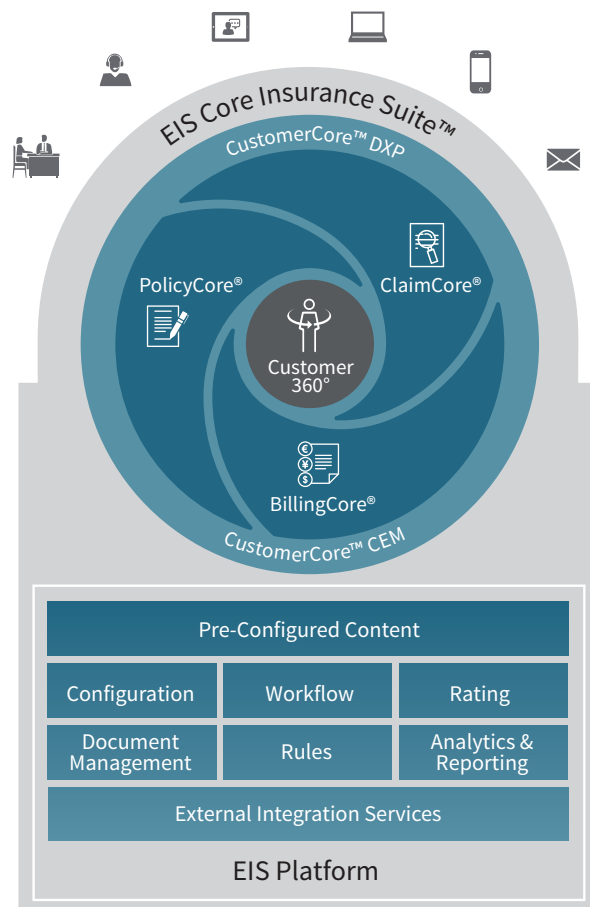 EIS Core Insurance Suite™
CustomerCore™ DXP
PolicyCore®
ClaimCore®
Customer
360°
€
¥
$
BillingCore®
CustomerCore™ CEM
Pre-Configured Content
Configuration
Workflow
Rating
Document
Management
Rules
Analytics &
Reporting
External Integration Services
EIS Platform